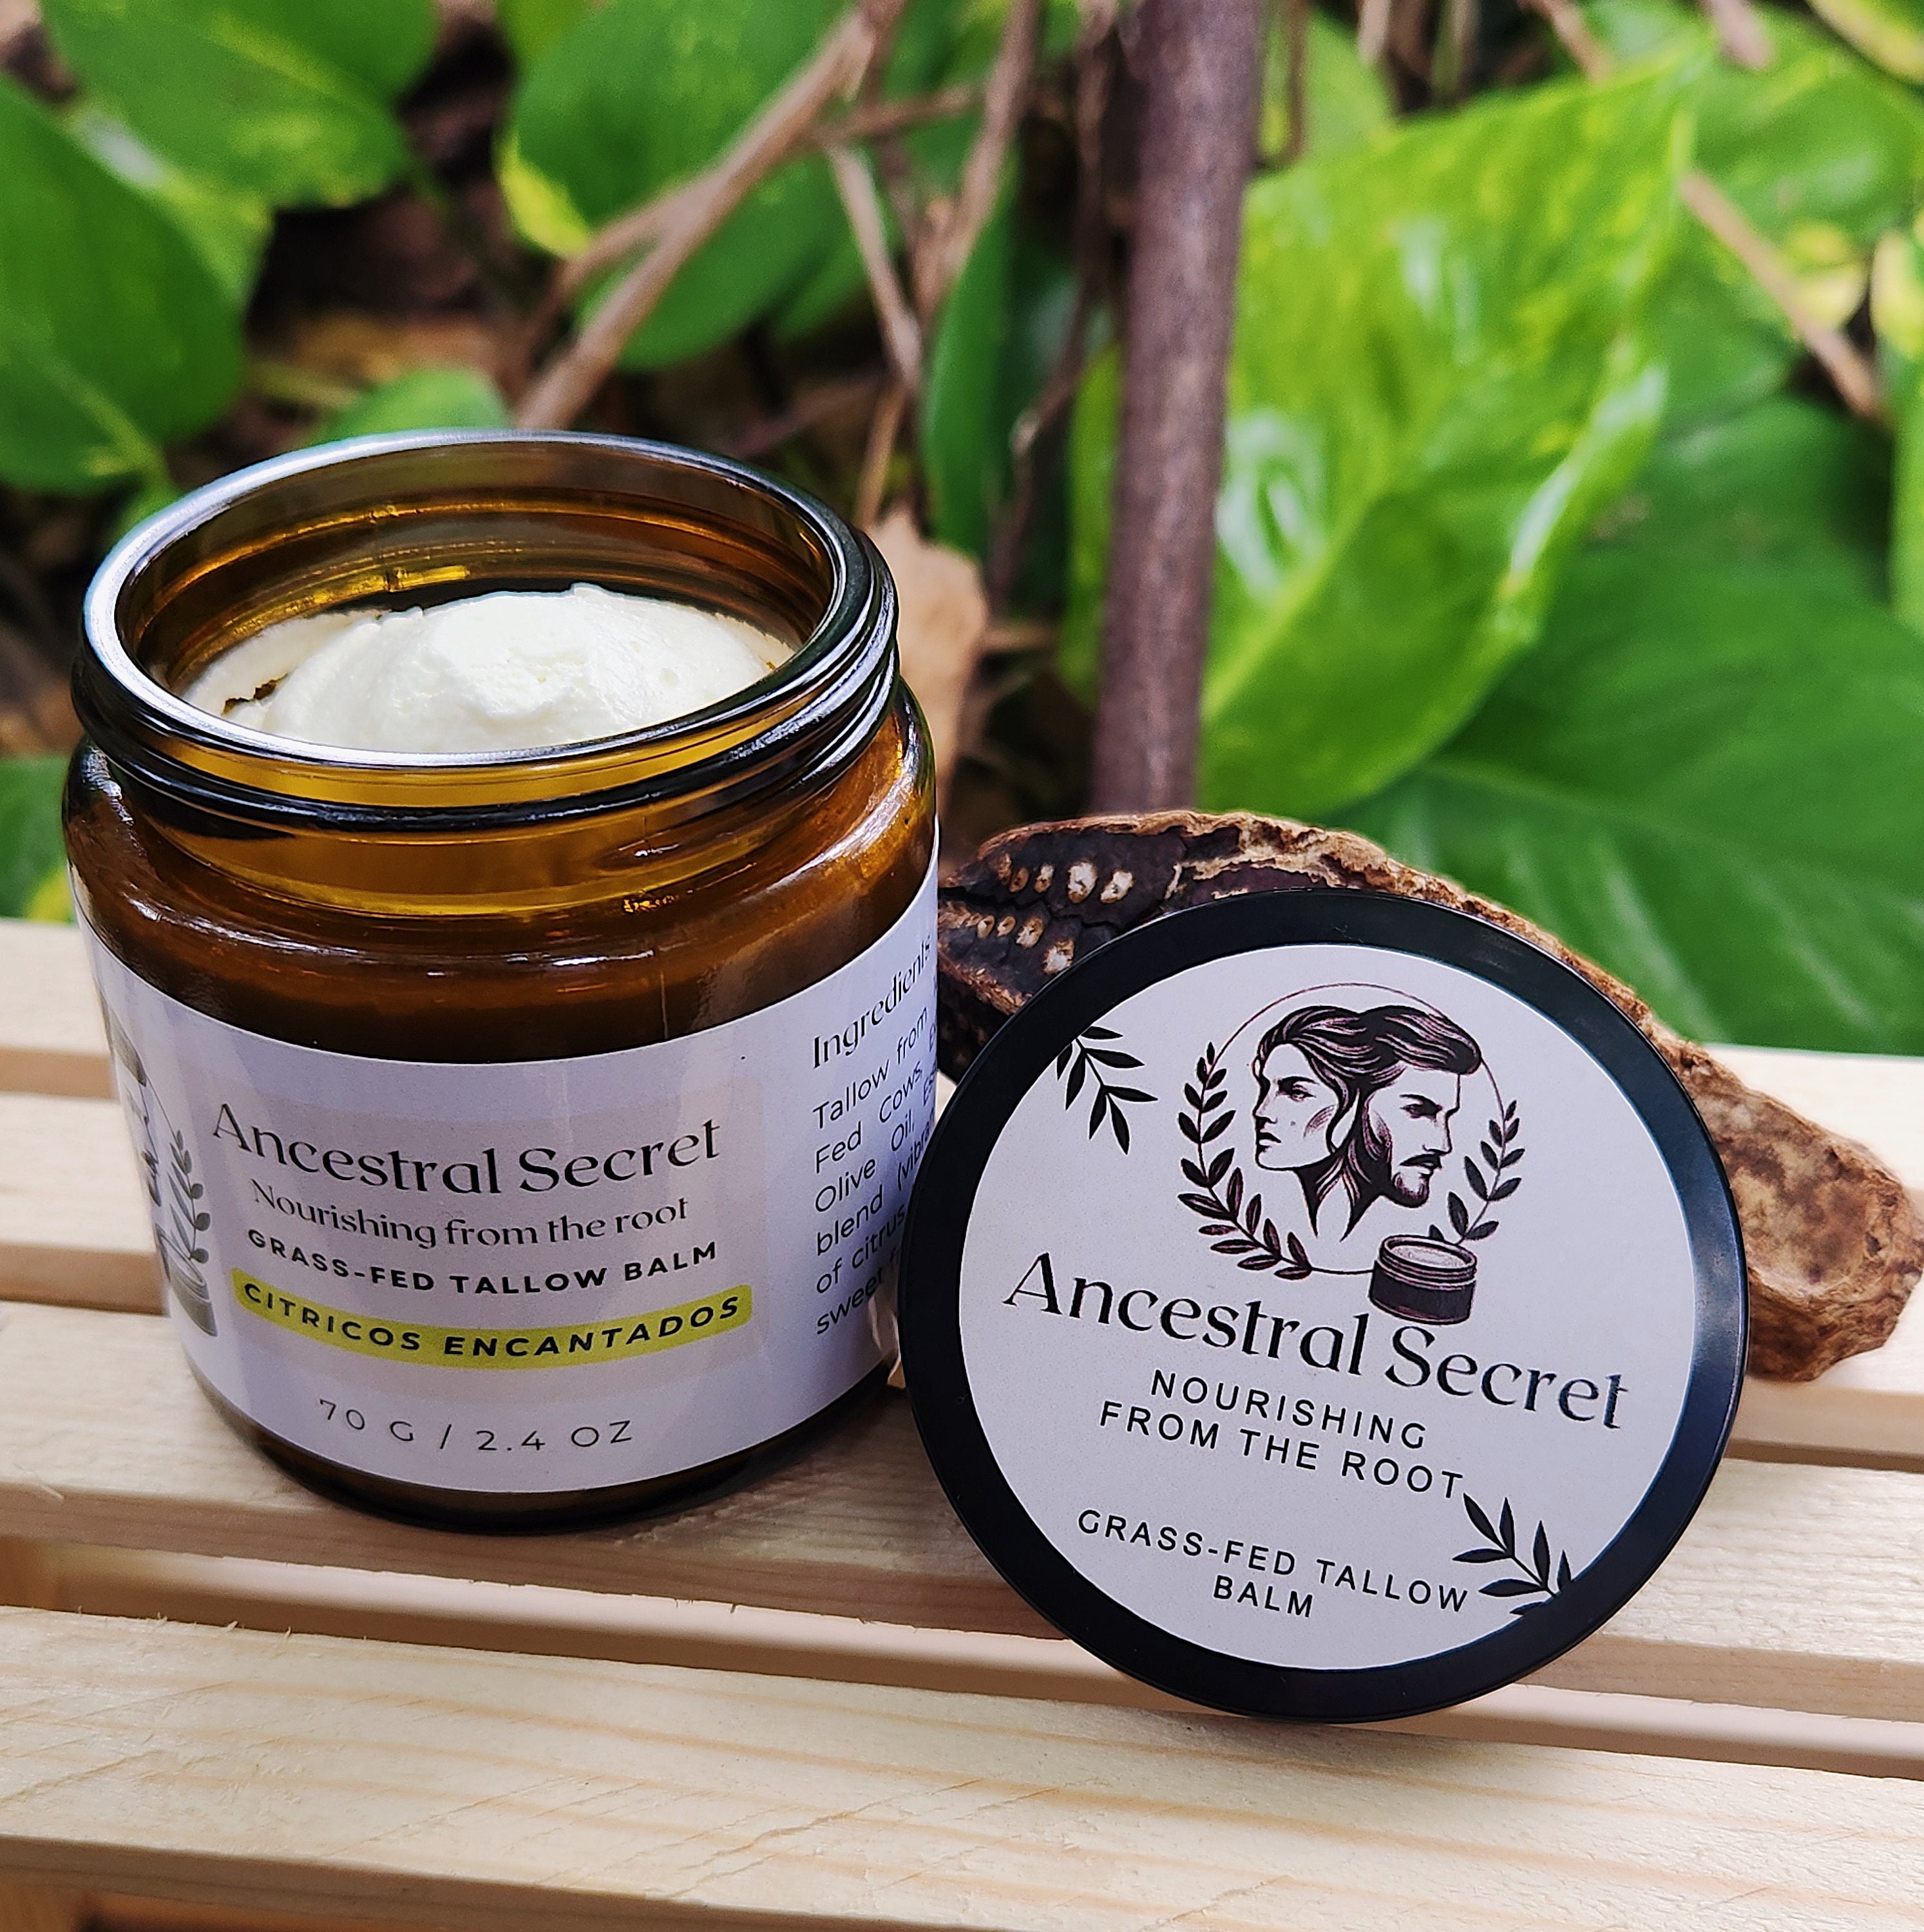 Ancestral Secret
Nourishing from the root
GRASS-FED TALLOW BALM
CITRICOS ENCANTADOS
70 G / 2.4 OZ
Ingredients
Tallow from
Fed Cows,
Olive Oil,
blend
of citrus
sweet
Ancestral Secret
NOURISHING
FROM THE ROOT
GRASS-FED TALLOW
BALM